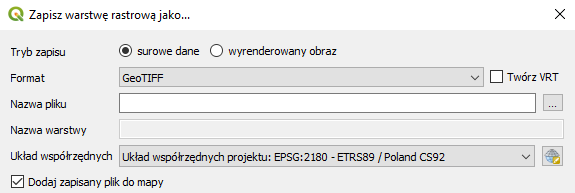 Zapisz warstwę rastrową jako...
Tryb zapisu surowe dane wyrenderowany obraz
Format GeoTIFF Twórz VRT
Nazwa pliku ...
Nazwa warstwy
Układ współrzędnych Układ współrzędnych projektu: EPSG:2180 - ETRS89 / Poland CS92
Dodaj zapisany plik do mapy